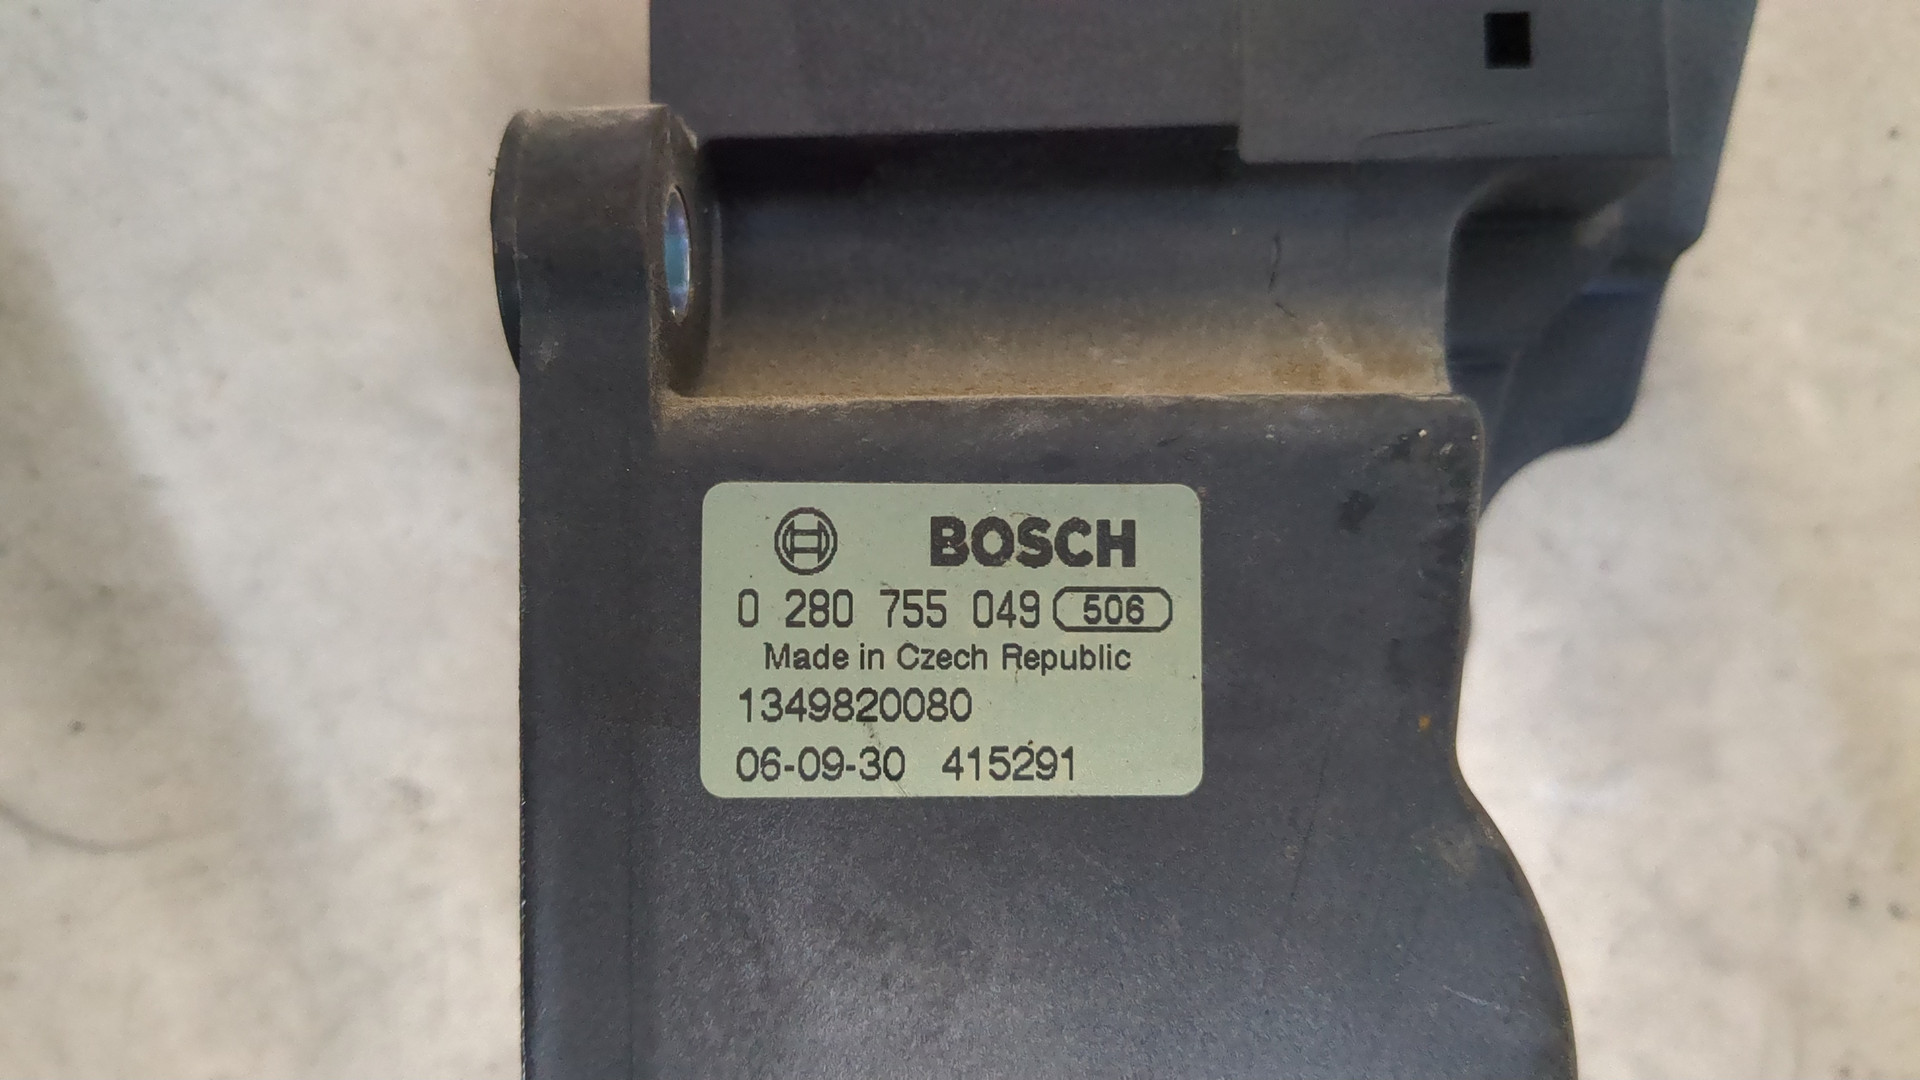 BOSCH
0 280 755 049 506
Made in Czech Republic
1349820080
06-09-30 415291